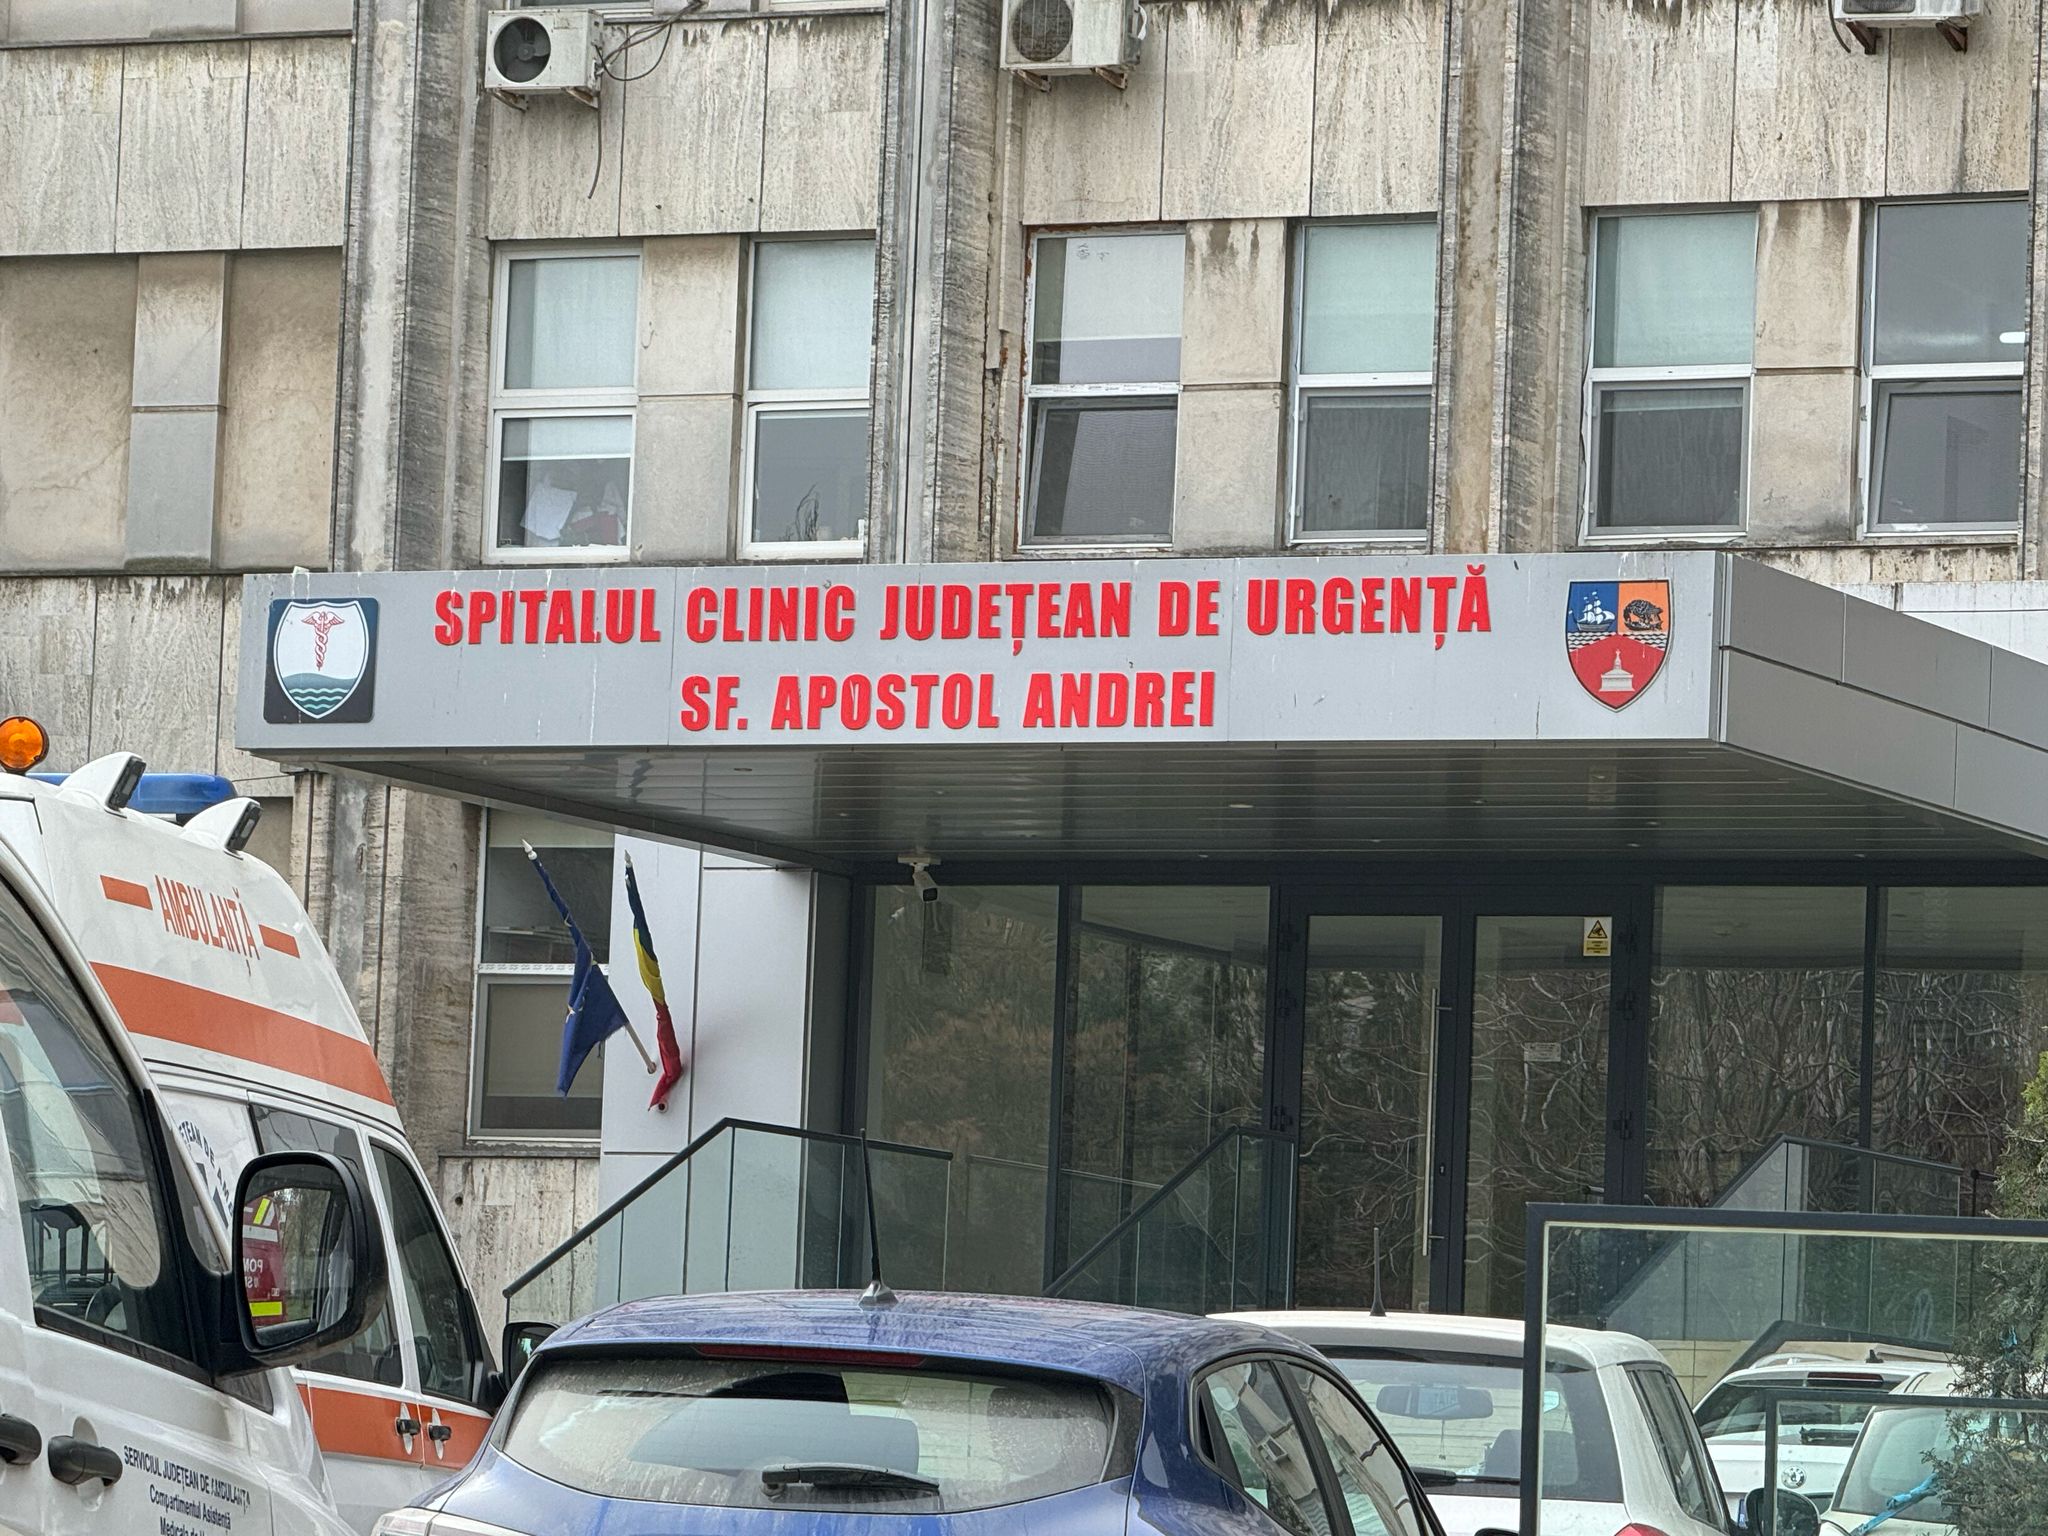 SPITALUL CLINIC JUDEȚEAN DE URGENȚĂ
SF. APOSTOL ANDREI
AMBULANȚĂ
SERVICIUL JUDEȚEAN DE AMBULANȚĂ
Compartimentul Asistență